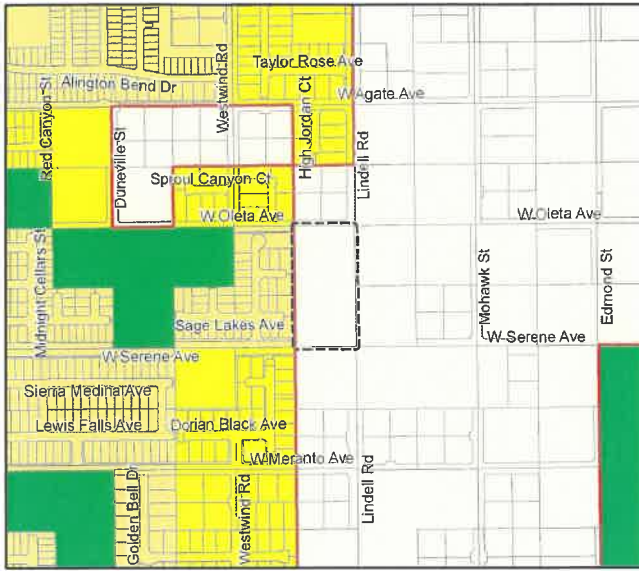 Taylor Rose Ave
Westwind Rd
Alington Bend Dr
W Agate Ave
Red Canyon St
Duneville St
High Jordan Ct
Lindell Rd
Sproul Canyon Ct
W Oleta Ave
W Oleta Ave
Midnight Cellars St
Mohawk St
Edmond St
Sage Lakes Ave
W Serene Ave
W Serene Ave
Sierra Medina Ave
Lewis Falls Ave
Dorian Black Ave
W Meranto Ave
Golden Bell Dr
Westwind Rd
Lindell Rd